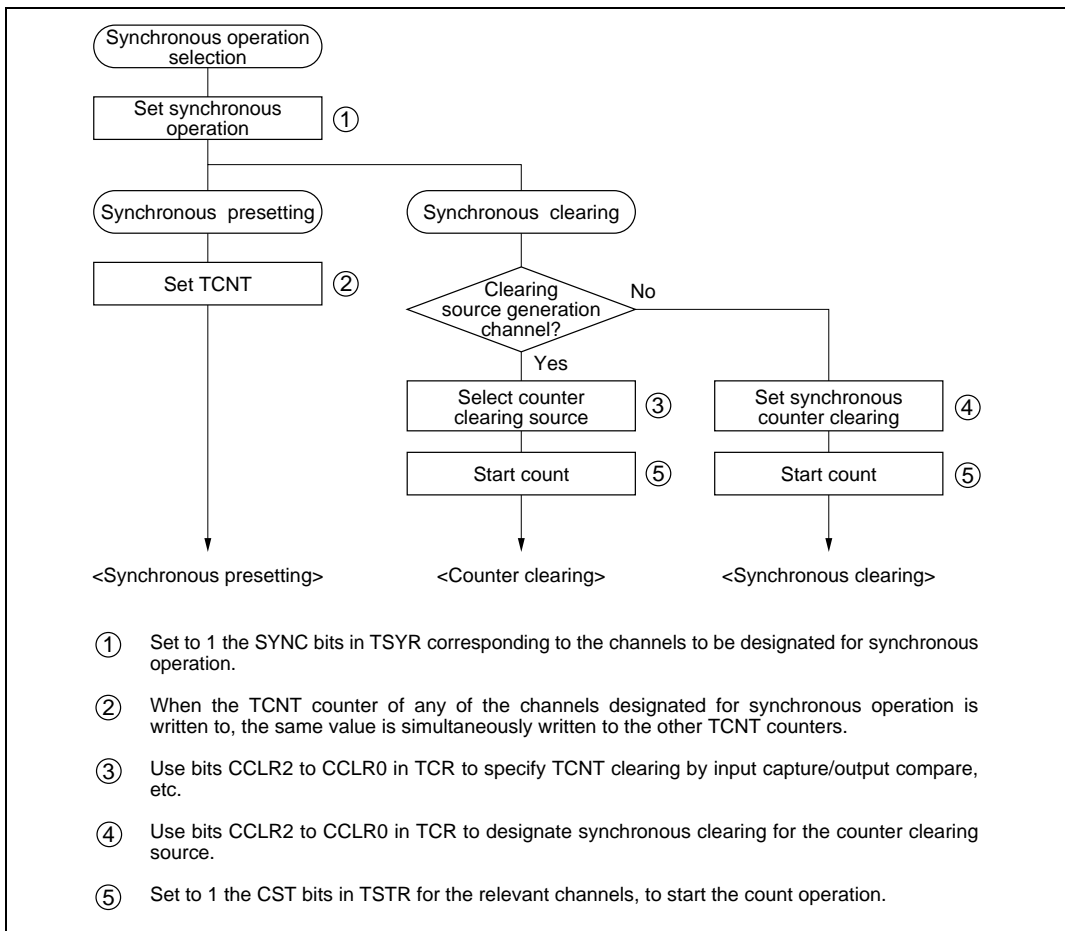 Synchronous operation
selection
Set synchronous
operation
①
Synchronous presetting
Synchronous clearing
Set TCNT
②
Clearing
source generation
channel?
No
Yes
Select counter
clearing source
③
Set synchronous
counter clearing
④
Start count
⑤
Start count
⑤
<Synchronous presetting>
<Counter clearing>
<Synchronous clearing>
① Set to 1 the SYNC bits in TSYR corresponding to the channels to be designated for synchronous
operation.
② When the TCNT counter of any of the channels designated for synchronous operation is
written to, the same value is simultaneously written to the other TCNT counters.
③ Use bits CCLR2 to CCLR0 in TCR to specify TCNT clearing by input capture/output compare,
etc.
④ Use bits CCLR2 to CCLR0 in TCR to designate synchronous clearing for the counter clearing
source.
⑤ Set to 1 the CST bits in TSTR for the relevant channels, to start the count operation.